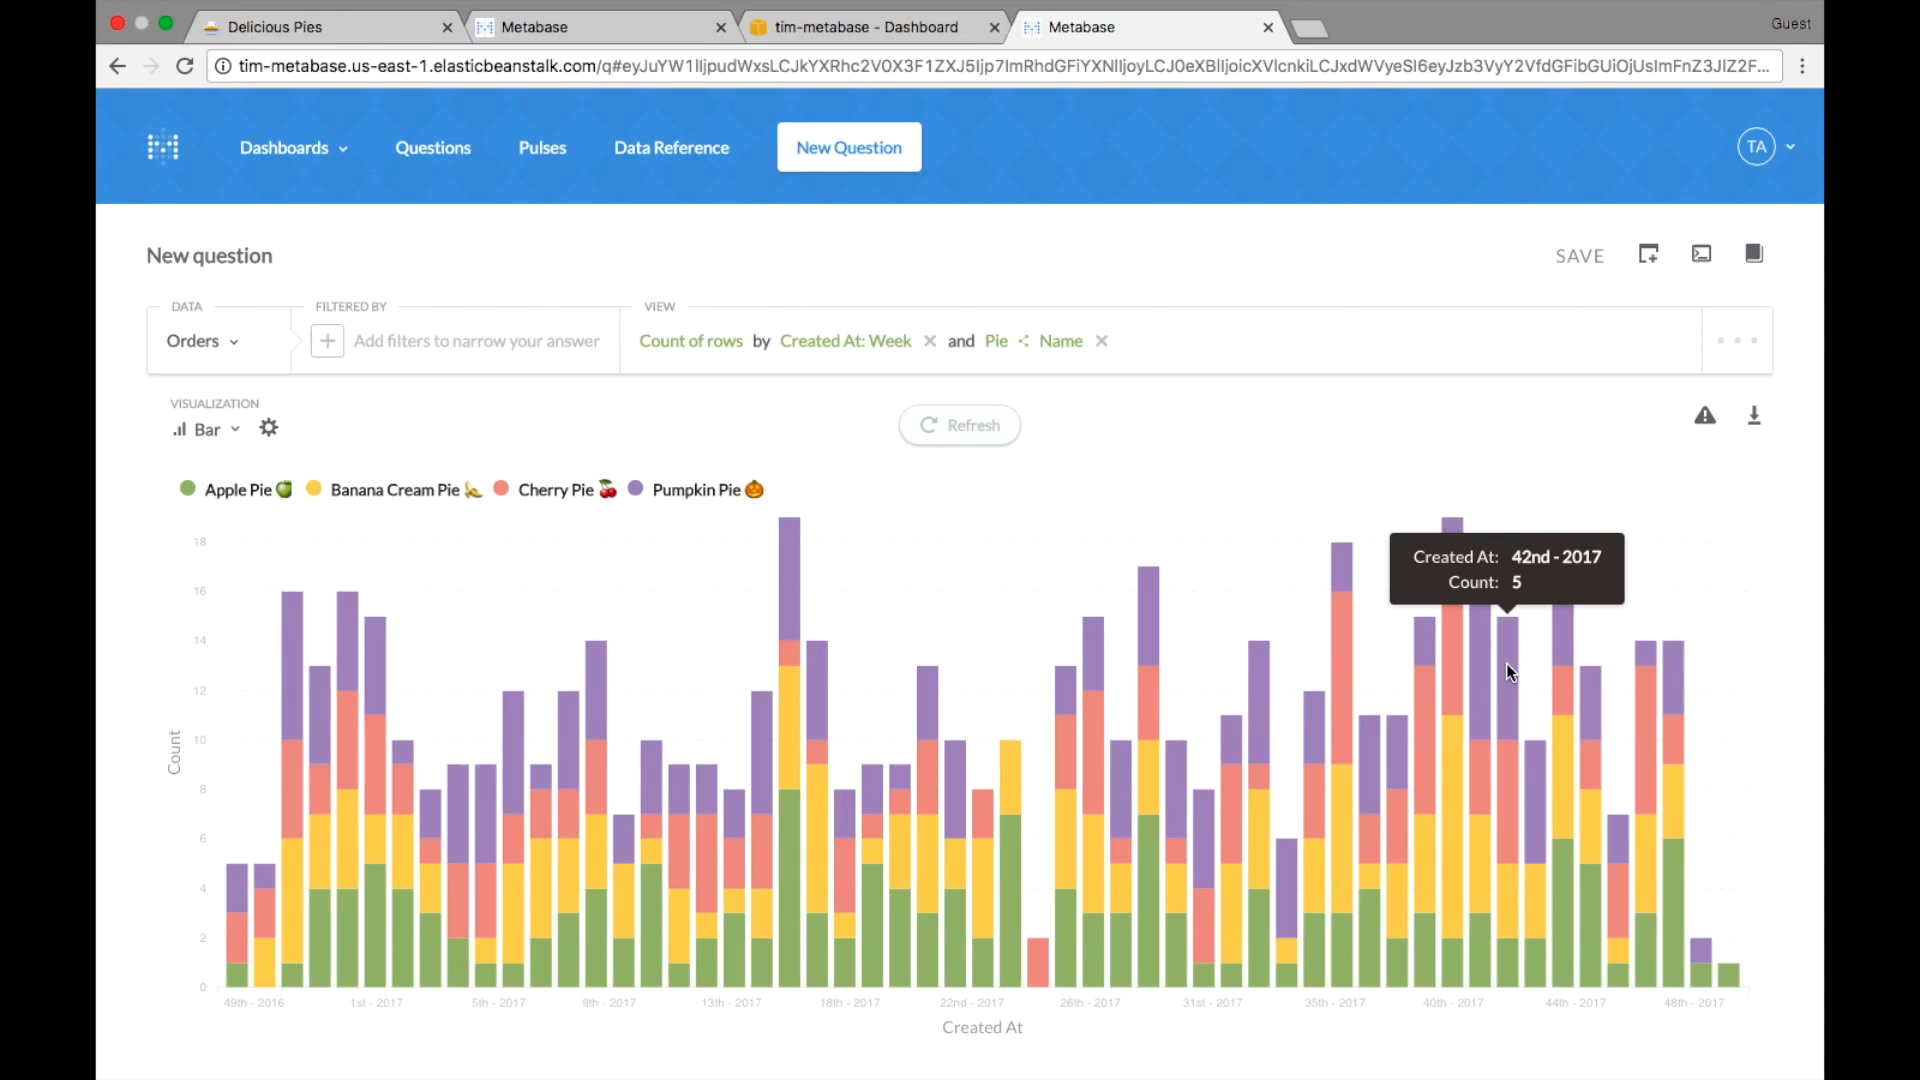 Delicious Pies
Metabase
tim-metabase - Dashboard
Metabase
Guest
tim-metabase.us-east-1.elasticbeanstalk.com
Dashboards
Questions
Pulses
Data Reference
New Question
TA
New question
SAVE
DATA
FILTERED BY
VIEW
Orders
Add filters to narrow your answer
Count of rows by Created At: Week and Pie Name
VISUALIZATION
Bar
Refresh
Apple Pie 🍏 Banana Cream Pie 🍌 Cherry Pie 🍒 Pumpkin Pie 🎃
Created At: 42nd - 2017
Count: 5
18
16
14
12
10
8
6
4
2
0
Count
49th - 2016 1st - 2017 5th - 2017 9th - 2017 13th - 2017 18th - 2017 22nd - 2017 26th - 2017 31st - 2017 35th - 2017 40th - 2017 44th - 2017 48th - 2017
Created At